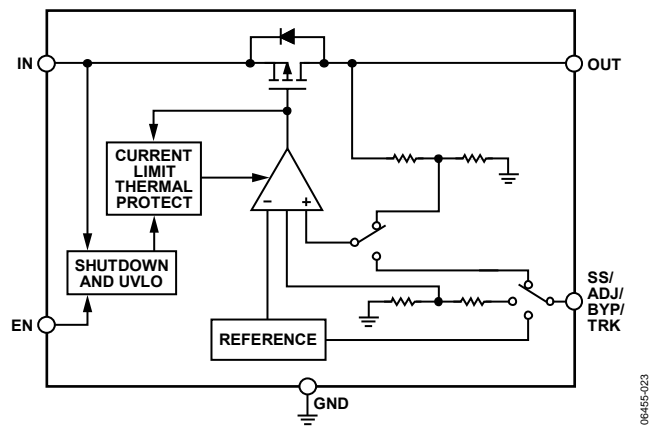 IN
OUT
CURRENT
LIMIT
THERMAL
PROTECT
–
+
SHUTDOWN
AND UVLO
SS/
ADJ/
BYP/
TRK
EN
REFERENCE
GND
06455-023